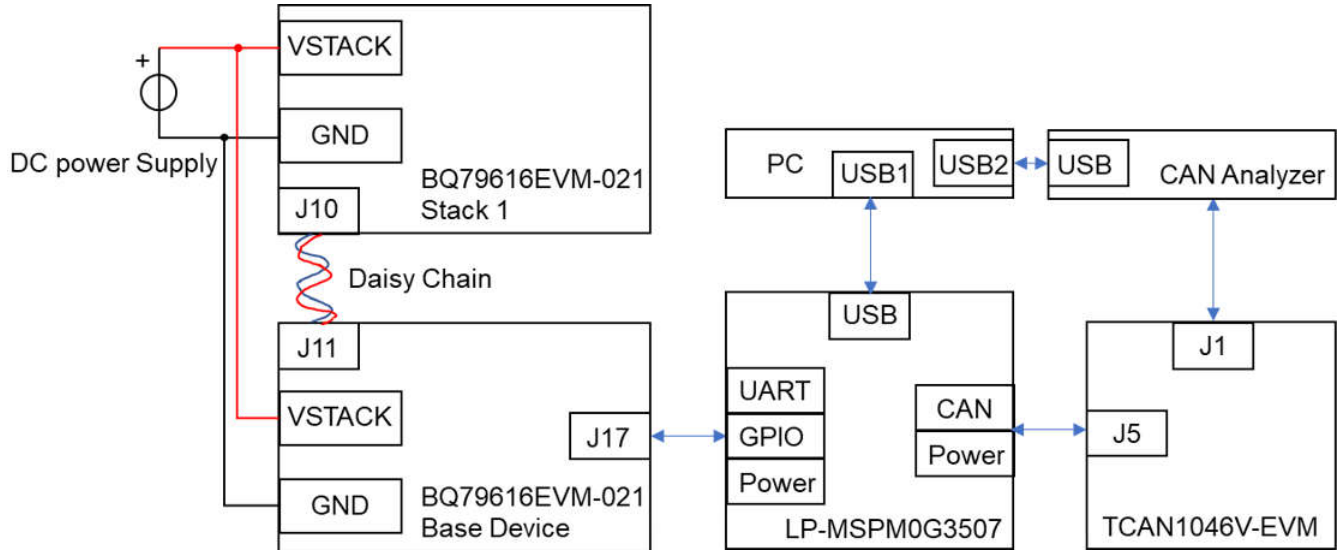 +
DC power Supply
VSTACK
GND
BQ79616EVM-021
Stack 1
J10
Daisy Chain
J11
VSTACK
J17
GND
BQ79616EVM-021
Base Device
PC
USB1
USB2
USB
CAN Analyzer
USB
UART
GPIO
Power
CAN
Power
LP-MSPM0G3507
J1
J5
TCAN1046V-EVM